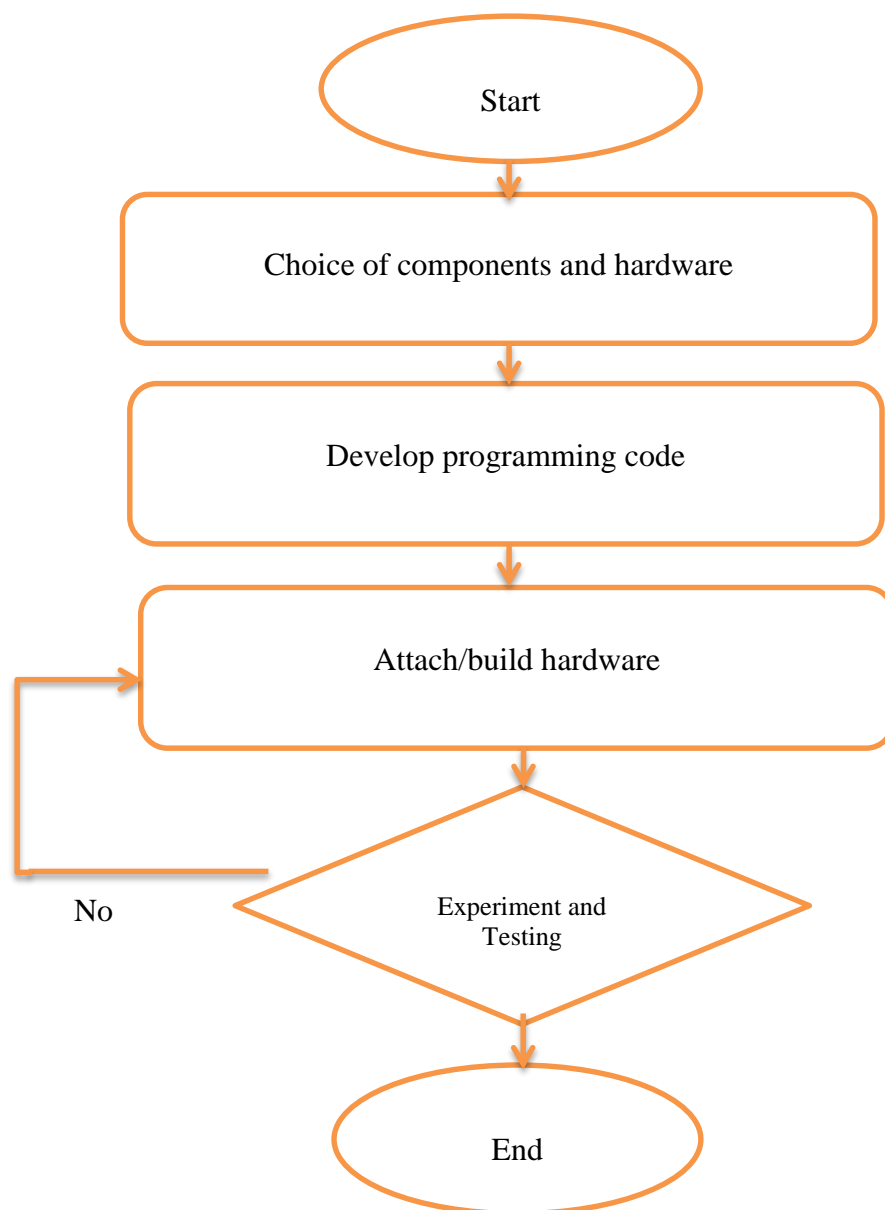 Start
Choice of components and hardware
Develop programming code
Attach/build hardware
No
Experiment and
Testing
End